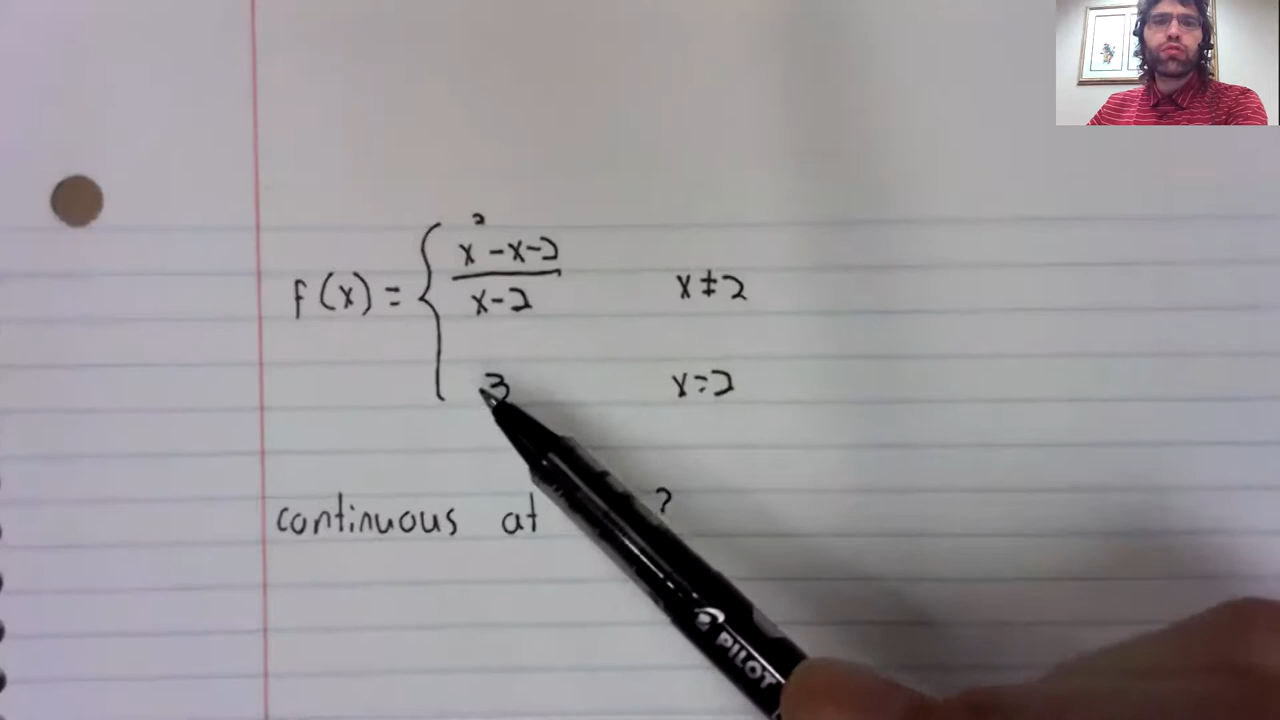 f(x) = { x² - x - 2 / x - 2    x ≠ 2
3    x = 2
continuous at ?
PILOT